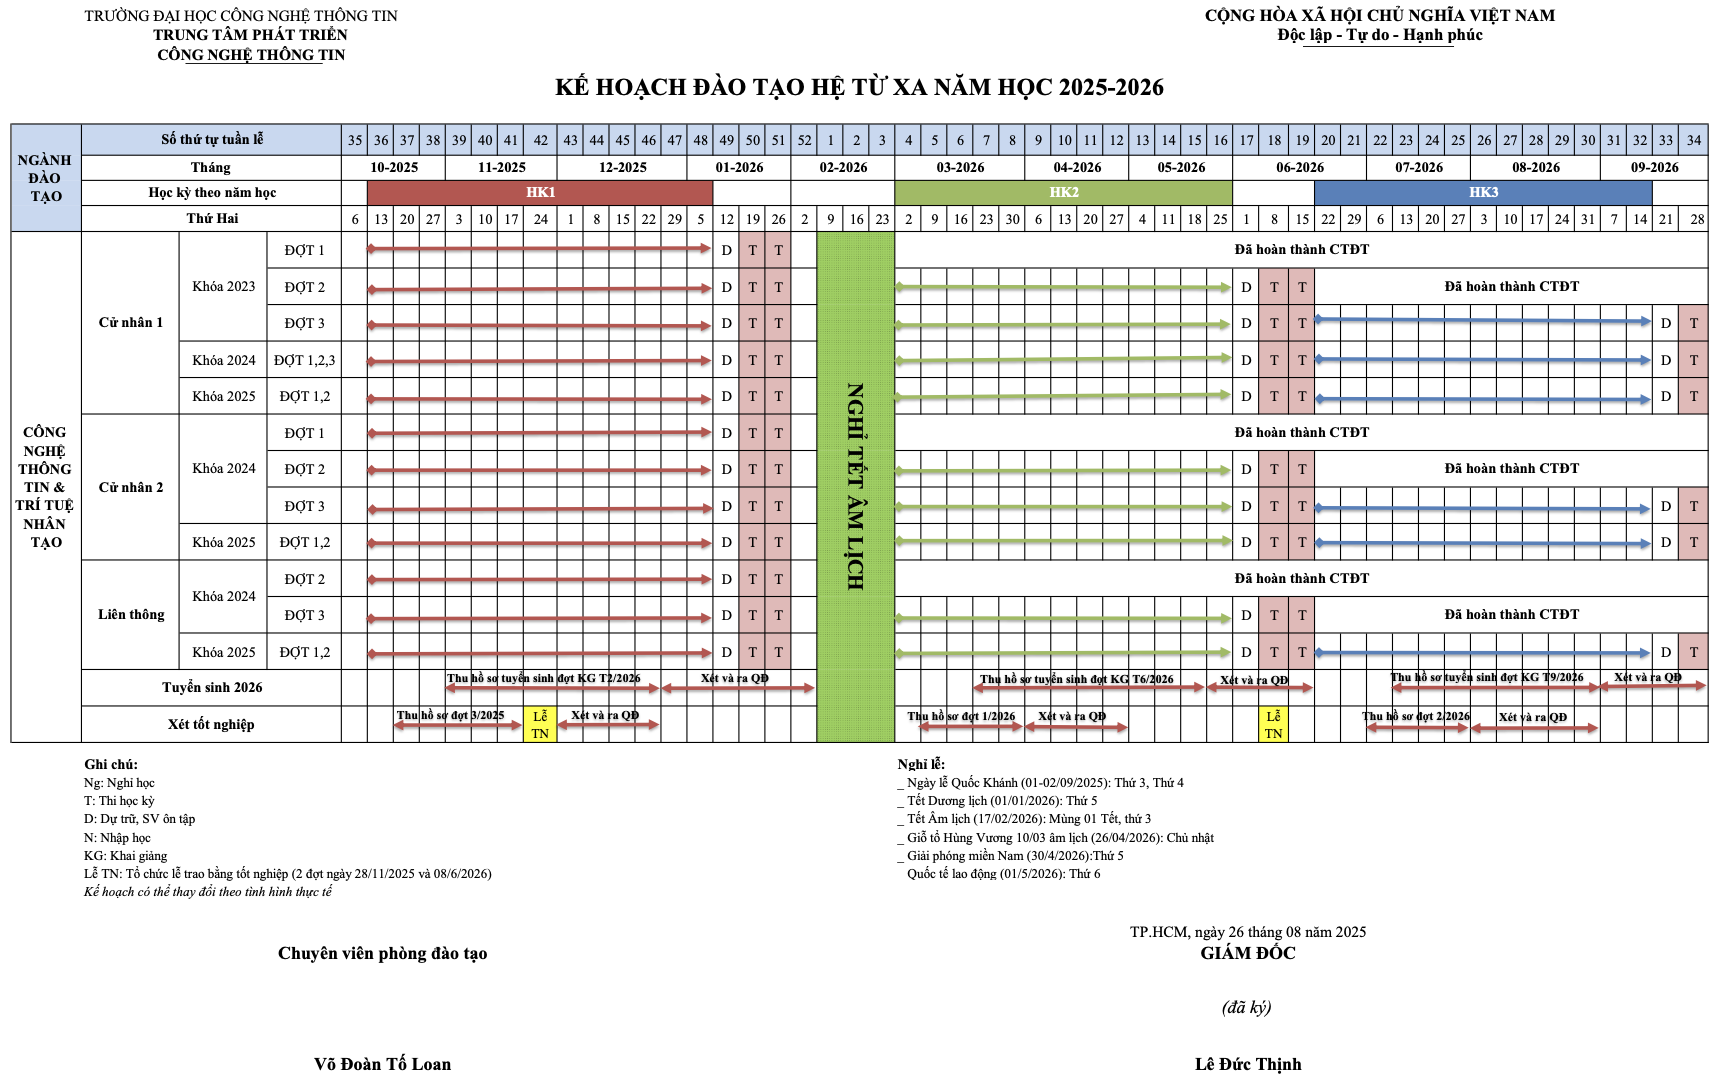 TRƯỜNG ĐẠI HỌC CÔNG NGHỆ THÔNG TIN
TRUNG TÂM PHÁT TRIỂN
CÔNG NGHỆ THÔNG TIN
CỘNG HÒA XÃ HỘI CHỦ NGHĨA VIỆT NAM
Độc lập - Tự do - Hạnh phúc
KẾ HOẠCH ĐÀO TẠO HỆ TỪ XA NĂM HỌC 2025-2026
NGÀNH ĐÀO TẠO
Số thứ tự tuần lễ 35 36 37 38 39 40 41 42 43 44 45 46 47 48 49 50 51 52 1 2 3 4 5 6 7 8 9 10 11 12 13 14 15 16 17 18 19 20 21 22 23 24 25 26 27 28 29 30 31 32 33 34
Tháng 10-2025 11-2025 12-2025 01-2026 02-2026 03-2026 04-2026 05-2026 06-2026 07-2026 08-2026 09-2026
Học kỳ theo năm học HK1 HK2 HK3
Thứ Hai 6 13 20 27 3 10 17 24 1 8 15 22 29 5 12 19 26 2 9 16 23 2 9 16 23 30 6 13 20 27 4 11 18 25 1 8 15 22 29 6 13 20 27 3 10 17 24 31 7 14 21 28
CÔNG NGHỆ THÔNG TIN & TRÍ TUỆ NHÂN TẠO
NGHỈ TẾT ÂM LỊCH
Cử nhân 1
Khóa 2023
ĐỢT 1 D T T Đã hoàn thành CTĐT
ĐỢT 2 D T T D T T Đã hoàn thành CTĐT
ĐỢT 3 D T T D T T D T
Khóa 2024 ĐỢT 1,2,3 D T T D T T D T
Khóa 2025 ĐỢT 1,2 D T T D T T D T
Cử nhân 2
Khóa 2024
ĐỢT 1 D T T Đã hoàn thành CTĐT
ĐỢT 2 D T T D T T Đã hoàn thành CTĐT
ĐỢT 3 D T T D T T D T
Khóa 2025 ĐỢT 1,2 D T T D T T D T
Liên thông
Khóa 2024
ĐỢT 2 D T T Đã hoàn thành CTĐT
ĐỢT 3 D T T D T T Đã hoàn thành CTĐT
Khóa 2025 ĐỢT 1,2 D T T D T T D T
Tuyển sinh 2026 Thu hồ sơ tuyển sinh đợt KG T2/2026 Xét và ra QĐ Thu hồ sơ tuyển sinh đợt KG T6/2026 Xét và ra QĐ Thu hồ sơ tuyển sinh đợt KG T9/2026 Xét và ra QĐ
Xét tốt nghiệp Thu hồ sơ đợt 3/2025 Lễ TN Xét và ra QĐ Thu hồ sơ đợt 1/2026 Xét và ra QĐ Lễ TN Thu hồ sơ đợt 2/2026 Xét và ra QĐ
Ghi chú:
Ng: Nghỉ học
T: Thi học kỳ
D: Dự trữ, SV ôn tập
N: Nhập học
KG: Khai giảng
Lễ TN: Tổ chức lễ trao bằng tốt nghiệp (2 đợt ngày 28/11/2025 và 08/6/2026)
Kế hoạch có thể thay đổi theo tình hình thực tế
Nghỉ lễ:
_ Ngày lễ Quốc Khánh (01-02/09/2025): Thứ 3, Thứ 4
_ Tết Dương lịch (01/01/2026): Thứ 5
_ Tết Âm lịch (17/02/2026): Mùng 01 Tết, thứ 3
_ Giỗ tổ Hùng Vương 10/03 âm lịch (26/04/2026): Chủ nhật
_ Giải phóng miền Nam (30/4/2026):Thứ 5
Quốc tế lao động (01/5/2026): Thứ 6
TP.HCM, ngày 26 tháng 08 năm 2025
Chuyên viên phòng đào tạo
GIÁM ĐỐC
(đã ký)
Võ Đoàn Tố Loan
Lê Đức Thịnh